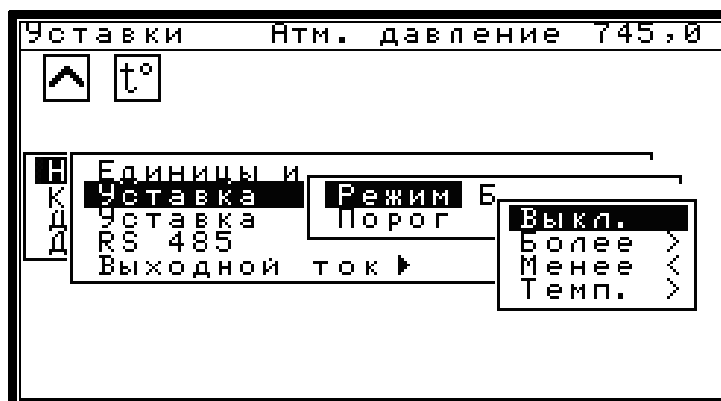 Уставки Атм. давление 745,0
t°
Н Единицы и
К Уставка Режим Б
Д Уставка Порог Выкл.
Д RS 485 Более >
Выходной ток Менее <
Темп. >